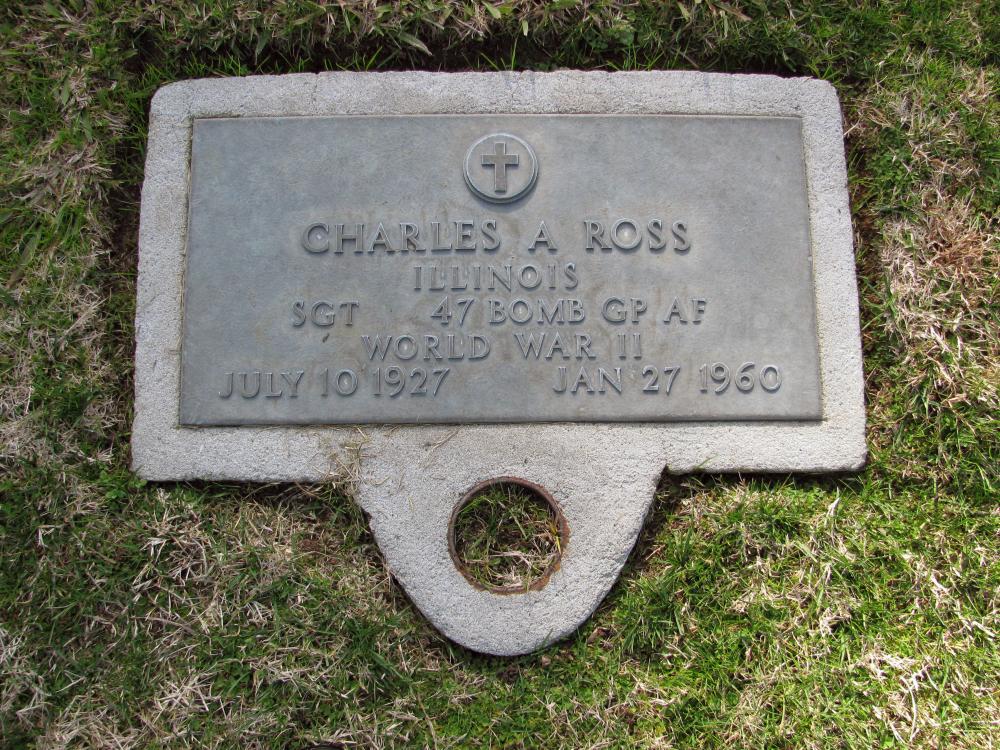 CHARLES A ROSS
ILLINOIS
SGT 47 BOMB GP AF
WORLD WAR II
JULY 10 1927 JAN 27 1960